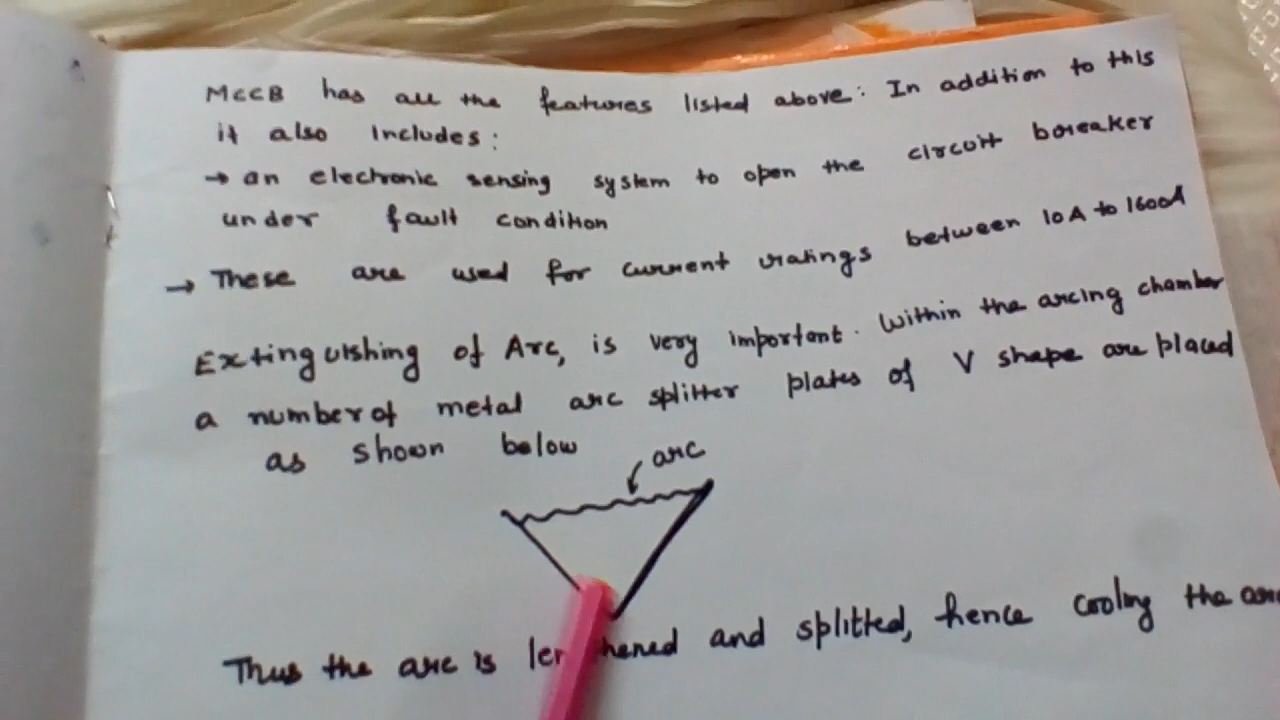 MCCB has all the features listed above: In addition to this
it also includes:
→ an electronic sensing system to open the circuit breaker
under fault condition
→ These are used for current ratings between 10A to 1600A
Extinguishing of Arc, is very important. Within the arcing chamber
a number of metal arc splitter plates of V shape are placed
as shown below
arc
Thus the arc is and splitted, hence cooling the